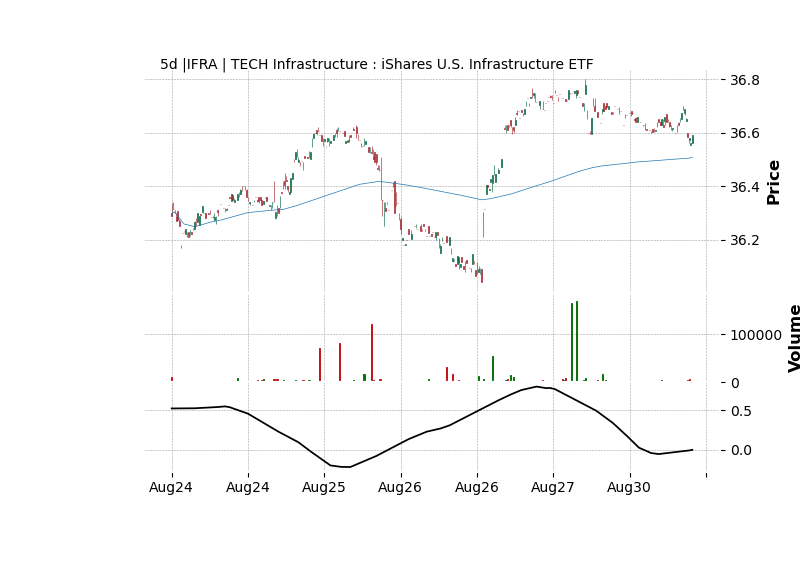 5d |IFRA | TECH Infrastructure : iShares U.S. Infrastructure ETF
36.8
36.6
36.4
36.2
Price
100000
0
Volume
0.5
0.0
Aug24 Aug24 Aug25 Aug26 Aug26 Aug27 Aug30